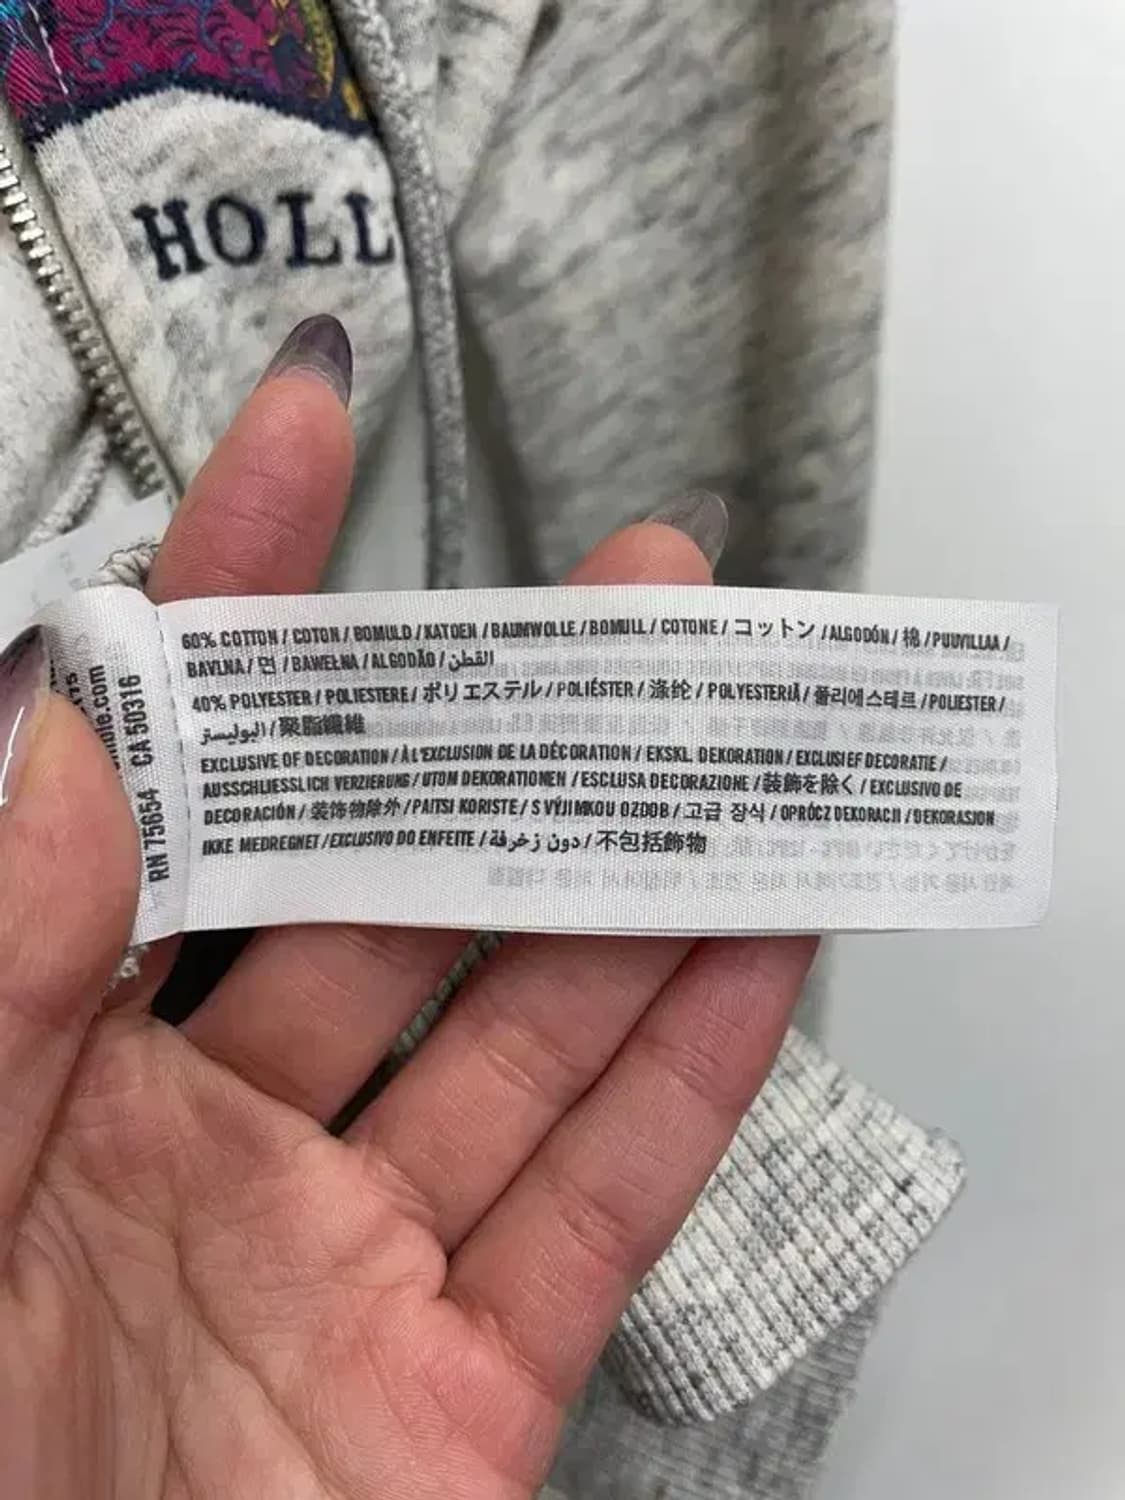 HOLL
60% COTTON / COTON / BOMULD / KATOEN / BAUMWOLLE / BOMULL / COTONE / コットン / ALGODÓN / 棉 / PUUVILLAA /
BAVLNA / 면 / BAWEŁNA / ALGODÃO / القطن
40% POLYESTER / POLIESTERE / ポリエステル / POLIÉSTER / 涤纶 / POLYESTERIÄ / 폴리에스테르 / POLIESTER /
البوليستر / 聚脂纖維
EXCLUSIVE OF DECORATION / À L'EXCLUSION DE LA DÉCORATION / EKSKL. DEKORATION / EXCLUSIEF DECORATIE /
AUSSCHLIESSLICH VERZIERUNG / UTOM DEKORATIONEN / ESCLUSA DECORAZIONE / 装飾を除く / EXCLUSIVO DE
DECORACIÓN / 装饰物除外 / PAITSI KORISTE / S VÝJIMKOU OZDOB / 고급 장식 / OPRÓCZ DEKORACJI / DEKORASJON
IKKE MEDREGNET / EXCLUSIVO DO ENFEITE / دون زخرفة / 不包括飾物
RN 75654 CA 50316